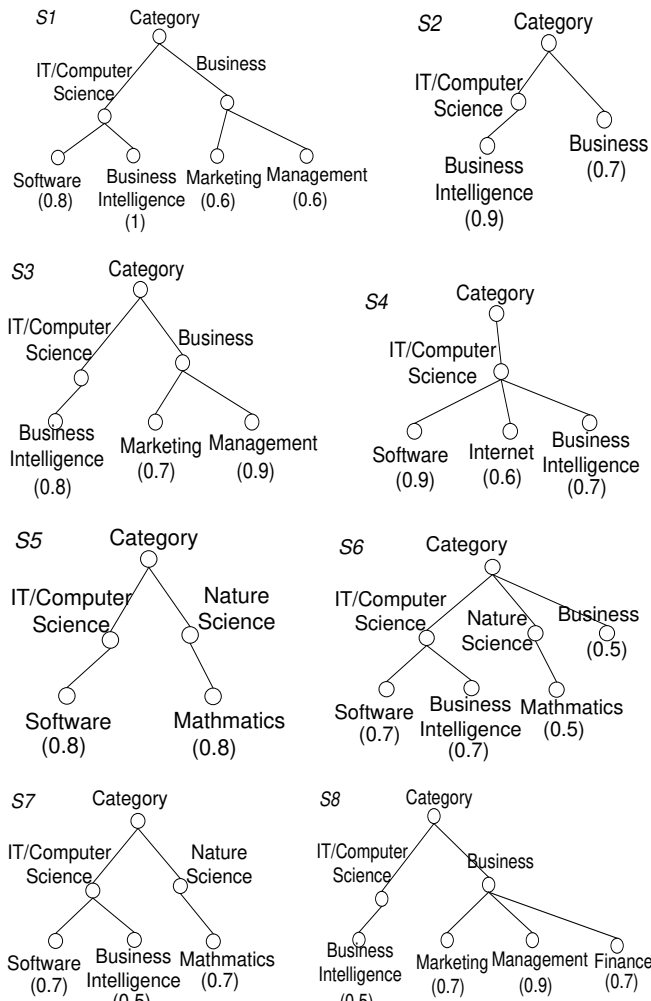 S1
Category
IT/Computer
Science
Business
Software
(0.8)
Business
Intelligence
(1)
Marketing
(0.6)
Management
(0.6)
S2
Category
IT/Computer
Science
Business
Intelligence
(0.9)
Business
(0.7)
S3
Category
IT/Computer
Science
Business
Business
Intelligence
(0.8)
Marketing
(0.7)
Management
(0.9)
S4
Category
IT/Computer
Science
Software
(0.9)
Internet
(0.6)
Business
Intelligence
(0.7)
S5
Category
IT/Computer
Science
Nature
Science
Software
(0.8)
Mathmatics
(0.8)
S6
Category
IT/Computer
Science
Nature
Science
Business
(0.5)
Software
(0.7)
Business
Intelligence
(0.7)
Mathmatics
(0.5)
S7
Category
IT/Computer
Science
Nature
Science
Software
(0.7)
Business
Intelligence
(0.5)
Mathmatics
(0.7)
S8
Category
IT/Computer
Science
Business
Business
Intelligence
(0.5)
Marketing
(0.7)
Management
(0.9)
Finance
(0.7)